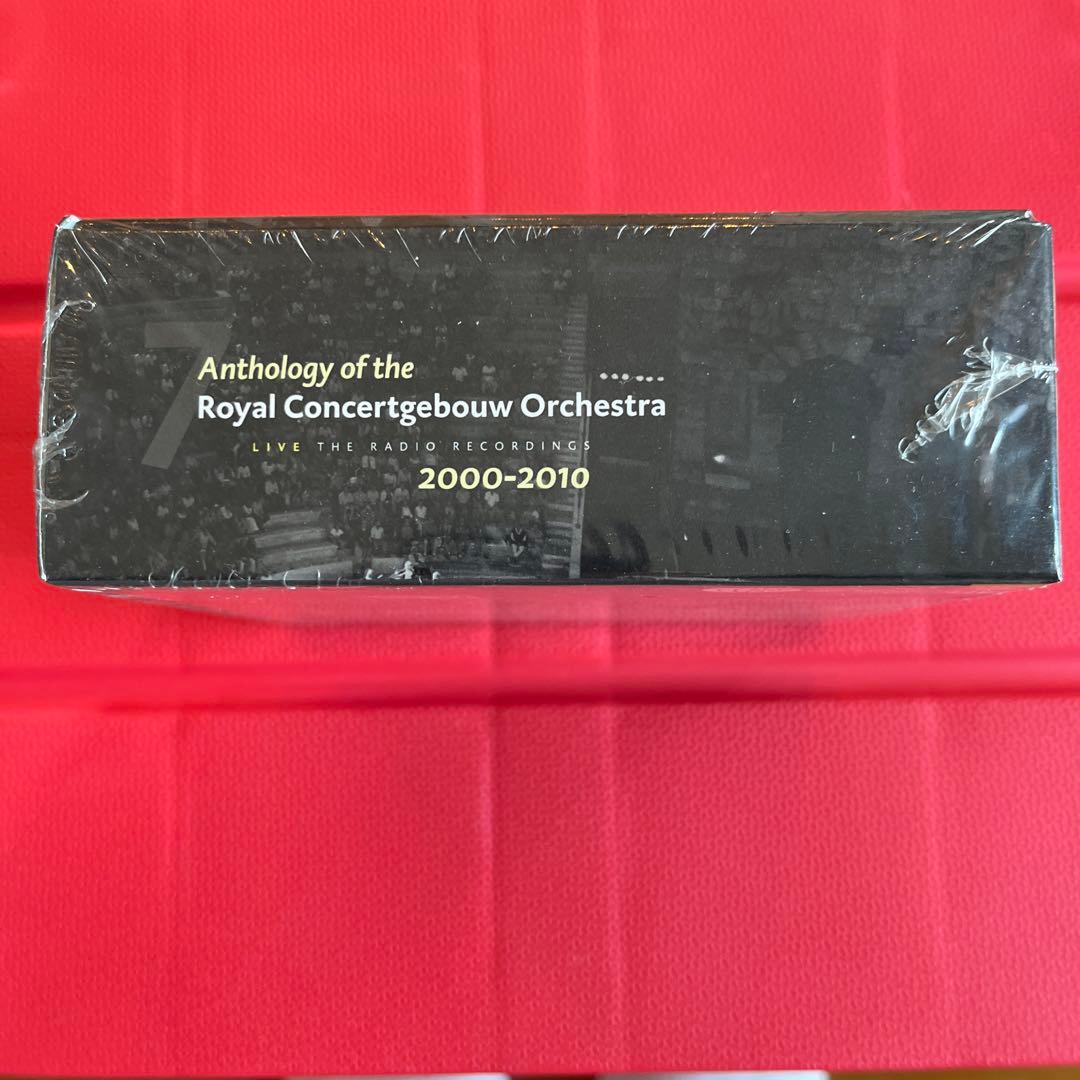 7
Anthology of the
Royal Concertgebouw Orchestra
LIVE THE RADIO RECORDINGS
2000-2010